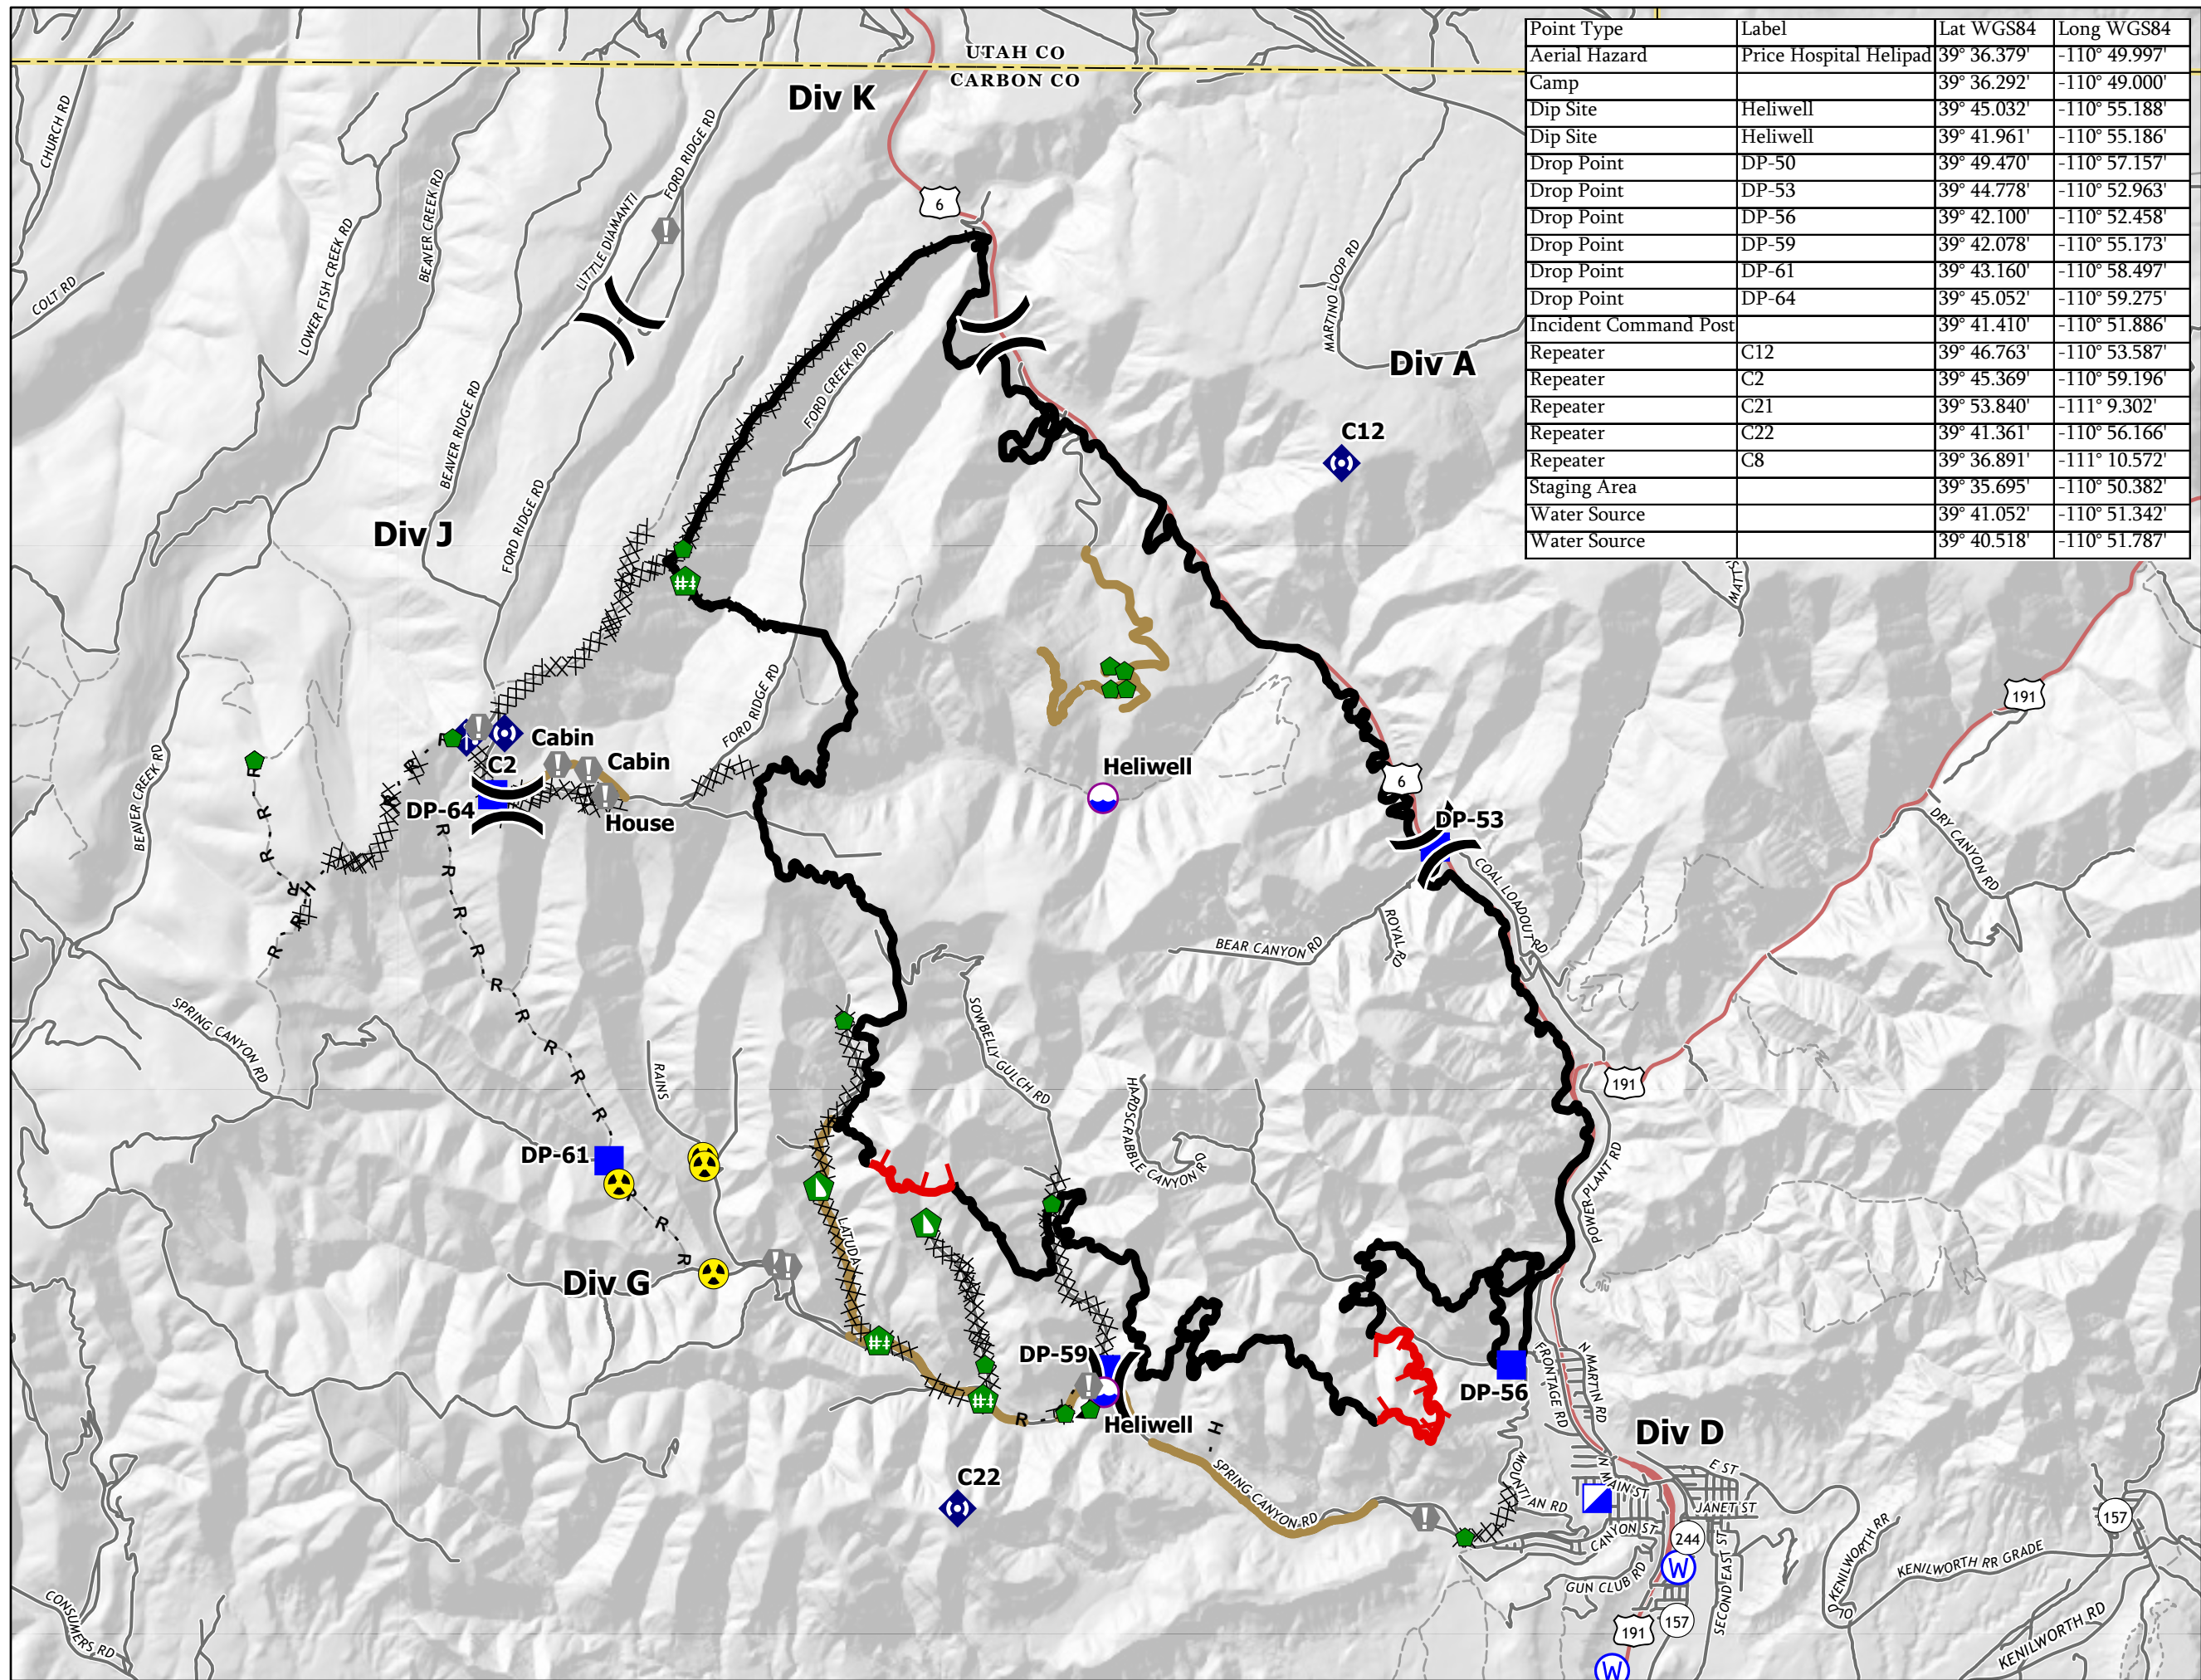 UTAH CO
CARBON CO
Point Type Label Lat WGS84 Long WGS84
Aerial Hazard Price Hospital Helipad 39° 36.379' -110° 49.997'
Camp 39° 36.292' -110° 49.000'
Dip Site Heliwell 39° 45.032' -110° 55.188'
Dip Site Heliwell 39° 41.961' -110° 55.186'
Drop Point DP-50 39° 49.470' -110° 57.157'
Drop Point DP-53 39° 44.778' -110° 52.963'
Drop Point DP-56 39° 42.100' -110° 52.458'
Drop Point DP-59 39° 42.078' -110° 55.173'
Drop Point DP-61 39° 43.160' -110° 58.497'
Drop Point DP-64 39° 45.052' -110° 59.275'
Incident Command Post 39° 41.410' -110° 51.886'
Repeater C12 39° 46.763' -110° 53.587'
Repeater C2 39° 45.369' -110° 59.196'
Repeater C21 39° 53.840' -111° 9.302'
Repeater C22 39° 41.361' -110° 56.166'
Repeater C8 39° 36.891' -111° 10.572'
Staging Area 39° 35.695' -110° 50.382'
Water Source 39° 41.052' -110° 51.342'
Water Source 39° 40.518' -110° 51.787'
Div K
CHURCH RD
FORD RIDGE RD
BEAVER CREEK RD
LITTLE DIAMANTI
6
LOWER FISH CREEK RD
COLT RD
MARTINO LOOP RD
Div A
FORD CREEK RD
BEAVER RIDGE RD
C12
Div J
FORD RIDGE RD
191
FORD RIDGE RD
Cabin
C2
Cabin
Heliwell
6
BEAVER CREEK RD
DP-64
House
DP-53
DRY CANYON RD
COAL LOADOUT RD
ROYAL RD
BEAR CANYON RD
SPRING CANYON RD
SOWBELLY GULCH RD
RAINS
HARDSCRABBLE CANYON RD
191
DP-61
POWER PLANT RD
LATUDA
Div G
DP-59
DP-56
FRONTAGE RD
N MARTIN RD
Heliwell
Div D
H
SPRING CANYON RD
E ST
N MAIN ST
JANET ST
C22
MOUNTIAN RD
CANYON ST
244
157
W
GUN CLUB RD
SECOND EAST ST
OLD KENILWORTH RR
KENILWORTH RR GRADE
CONSUMERS RD
157
191
KENILWORTH RD
W